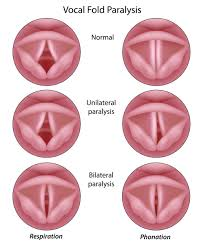 Vocal Fold Paralysis
Normal
Unilateral
paralysis
Bilateral
paralysis
Respiration
Phonation